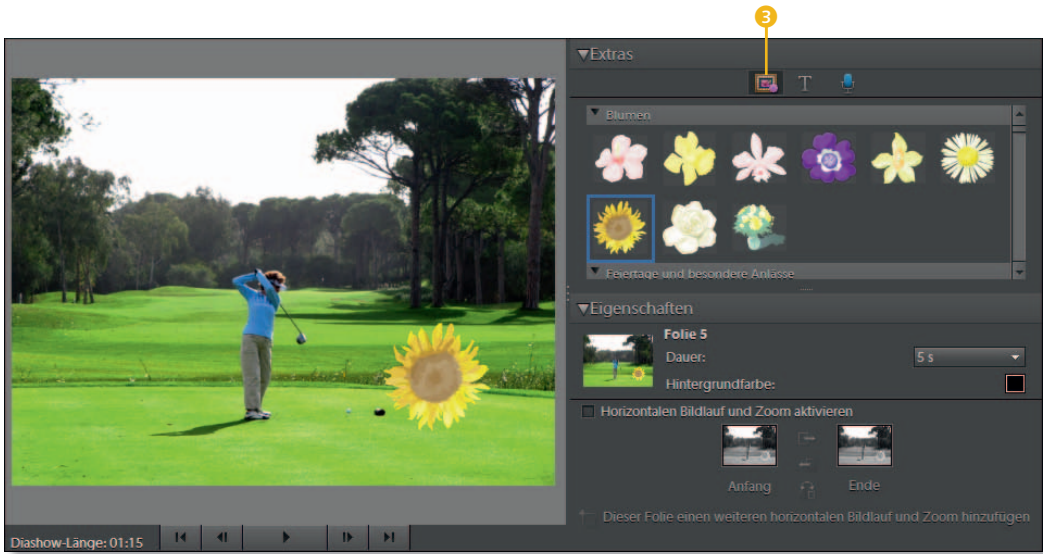 3
Extras
T
Blumen
Feiertage und besondere Anlässe
Eigenschaften
Folie 5
Dauer: 5 s
Hintergrundfarbe:
Horizontalen Bildlauf und Zoom aktivieren
Anfang Ende
Dieser Folie einen weiteren horizontalen Bildlauf und Zoom hinzufügen
Diashow-Länge: 01:15